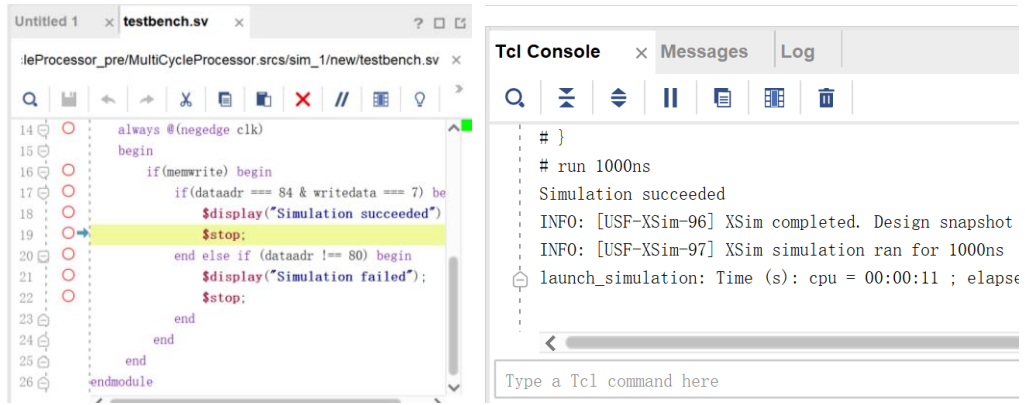 Untitled 1 × testbench.sv × ?
:leProcessor_pre/MultiCycleProcessor.srcs/sim_1/new/testbench.sv ×
14 always @(negedge clk)
15 begin
16 if(memwrite) begin
17 if(dataadr === 84 & writedata === 7) be
18 $display("Simulation succeeded")
19 $stop;
20 end else if (dataadr !== 80) begin
21 $display("Simulation failed");
22 $stop;
23 end
24 end
25 end
26 endmodule
Tcl Console × Messages Log
# }
# run 1000ns
Simulation succeeded
INFO: [USF-XSim-96] XSim completed. Design snapshot
INFO: [USF-XSim-97] XSim simulation ran for 1000ns
launch_simulation: Time (s): cpu = 00:00:11 ; elapse
Type a Tcl command here